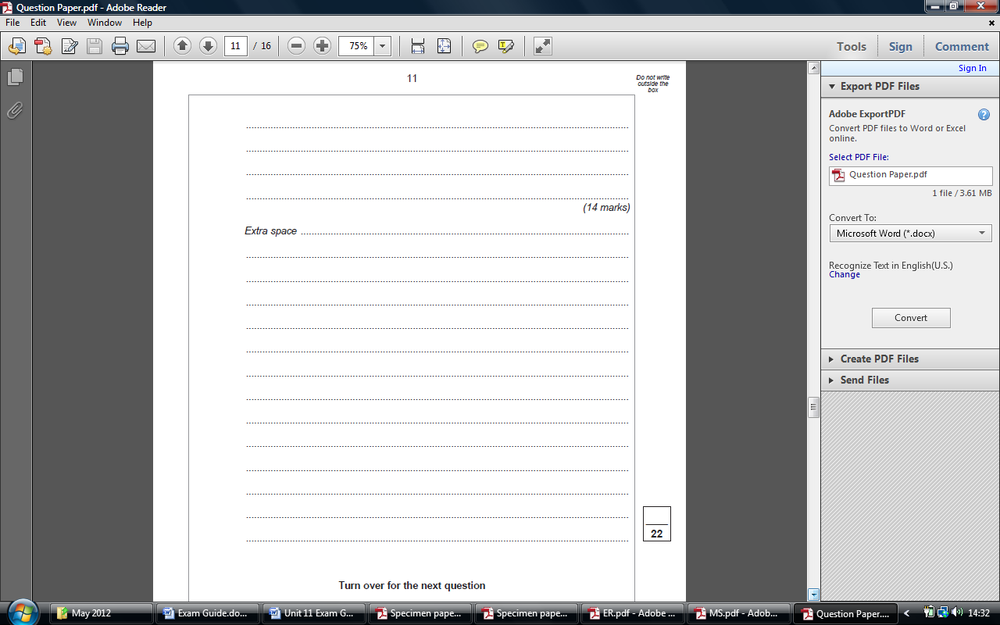 Question Paper.pdf - Adobe Reader
File Edit View Window Help
11 / 16 75% Tools Sign Comment
Sign In
11
Do not write
outside the
box
(14 marks)
Extra space
22
Turn over for the next question
Export PDF Files
Adobe ExportPDF
Convert PDF files to Word or Excel
online.
Select PDF File:
Question Paper.pdf
1 file / 3.61 MB
Convert To:
Microsoft Word (*.docx)
Recognize Text in English(U.S.)
Change
Convert
Create PDF Files
Send Files
May 2012 Exam Guide.do... Unit 11 Exam G... Specimen pape... Specimen pape... ER.pdf - Adobe ... MS.pdf - Adob... Question Paper.... 14:32